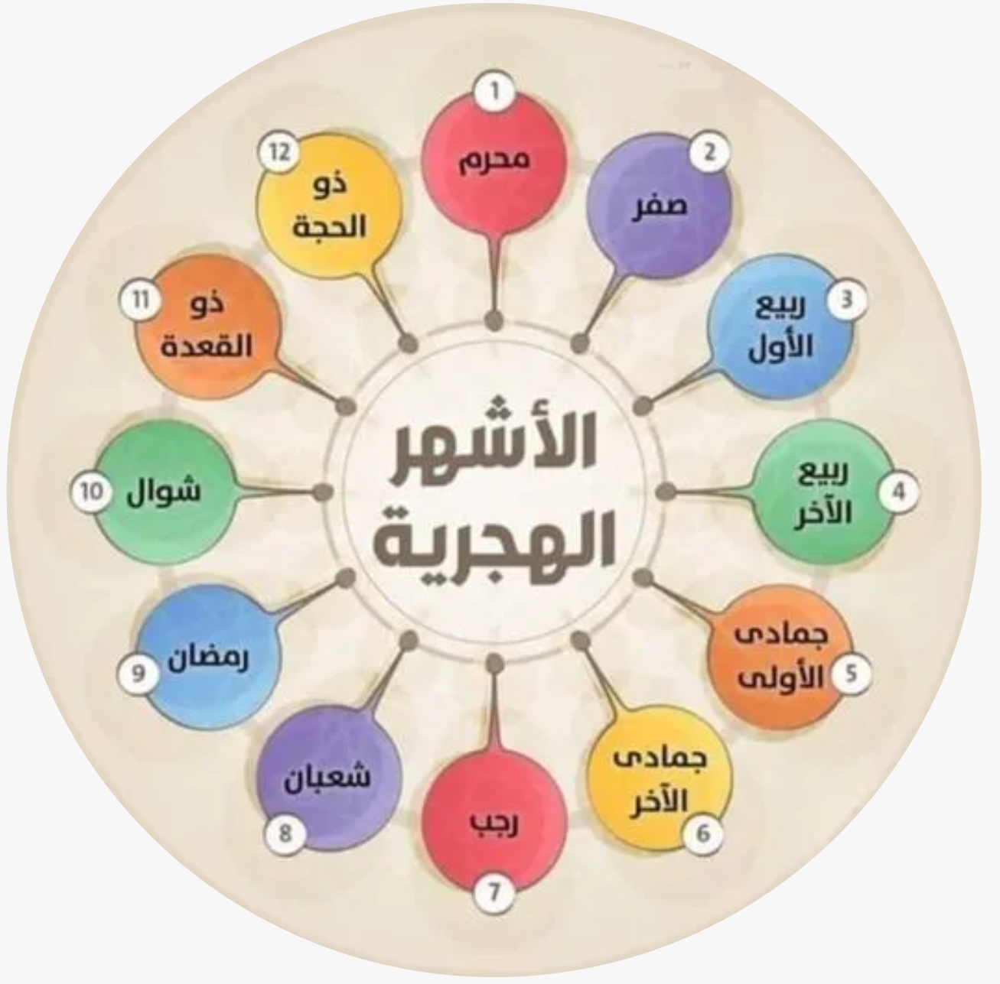 الأشهر
الهجرية
1
محرم
2
صفر
3
ربيع
الأول
4
ربيع
الآخر
5
جمادى
الأولى
6
جمادى
الآخر
7
رجب
8
شعبان
9
رمضان
10
شوال
11
ذو
القعدة
12
ذو
الحجة